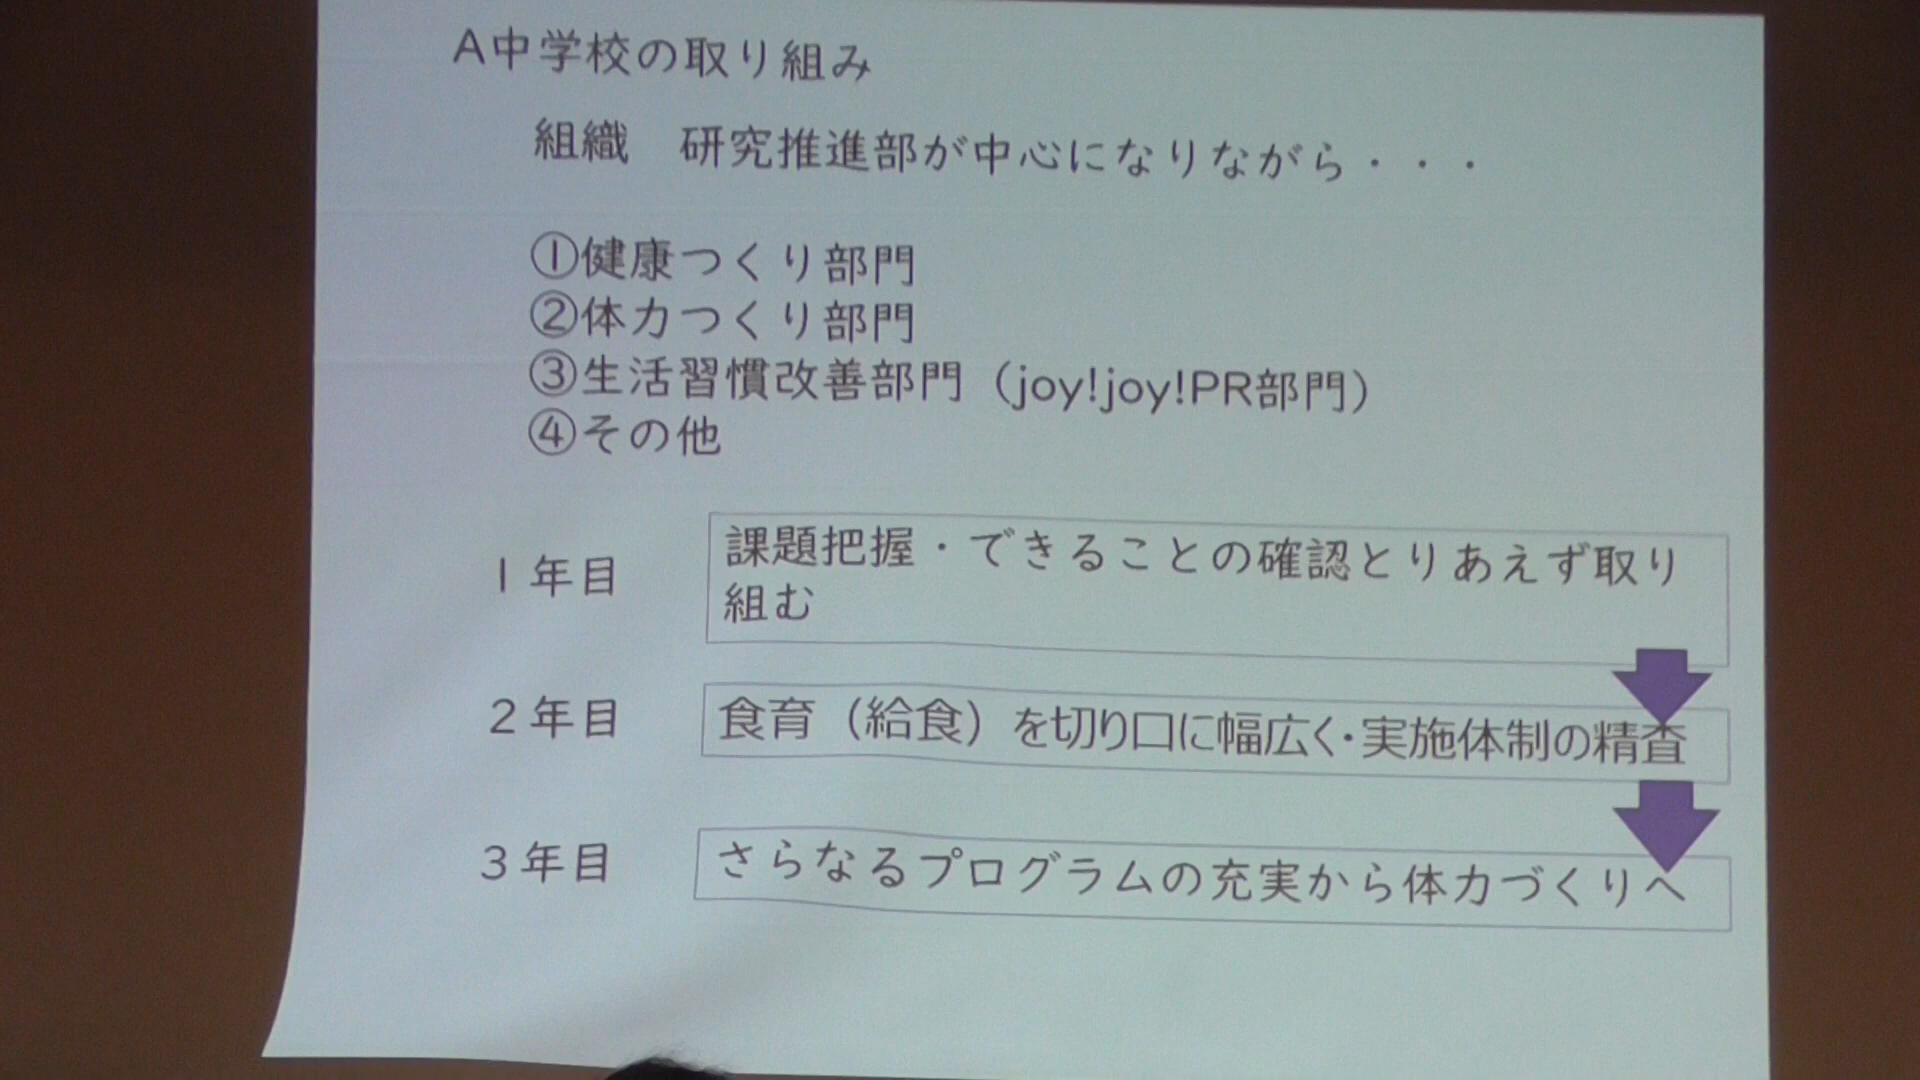 A中学校の取り組み
組織　研究推進部が中心になりながら・・・
①健康つくり部門
②体力つくり部門
③生活習慣改善部門（joy!joy!PR部門）
④その他
1年目
課題把握・できることの確認とりあえず取り
組む
2年目
食育（給食）を切り口に幅広く・実施体制の精査
3年目
さらなるプログラムの充実から体力づくりへ